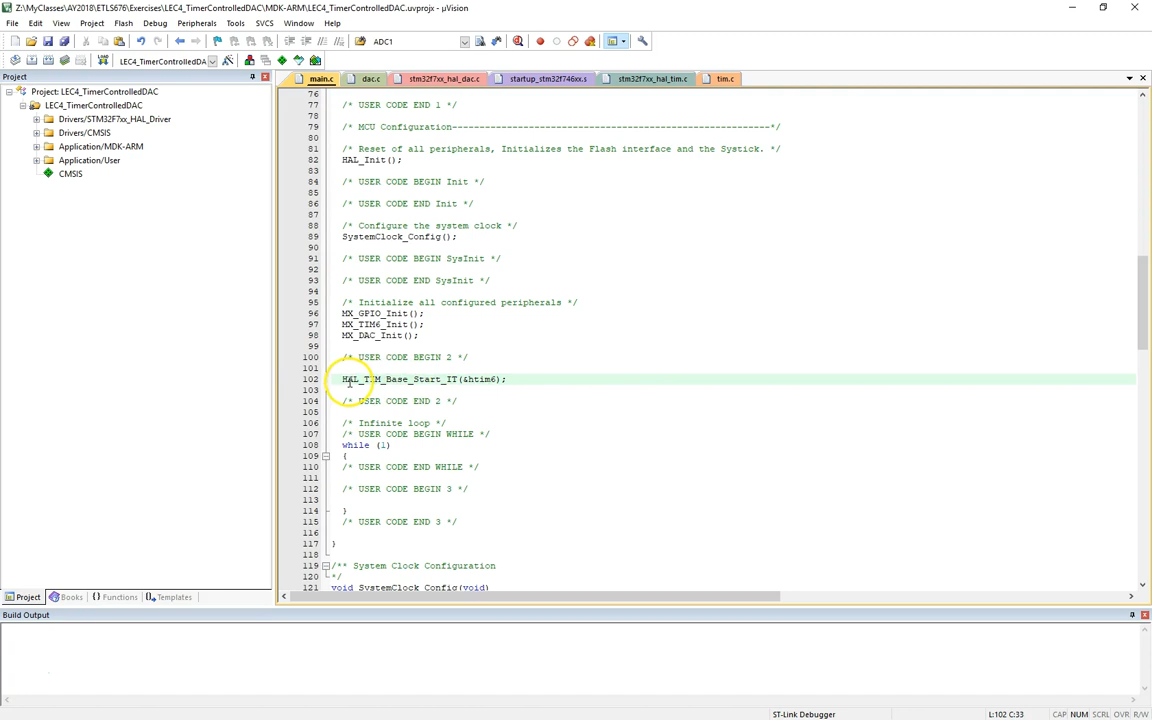 Z:\MyClasses\AY2018\ETLS676\Exercises\LEC4_TimerControlledDAC\MDK-ARM\LEC4_TimerControlledDAC.uvprojx - µVision
File Edit View Project Flash Debug Peripherals Tools SVCS Window Help
ADC1
LOAD LEC4_TimerControlledDA
Project
Project: LEC4_TimerControlledDAC
LEC4_TimerControlledDAC
Drivers/STM32F7xx_HAL_Driver
Drivers/CMSIS
Application/MDK-ARM
Application/User
CMSIS
main.c dac.c stm32f7xx_hal_dac.c startup_stm32f746xx.s stm32f7xx_hal_tim.c tim.c
76
77 /* USER CODE END 1 */
78
79 /* MCU Configuration----------------------------------------------------------*/
80
81 /* Reset of all peripherals, Initializes the Flash interface and the Systick. */
82 HAL_Init();
83
84 /* USER CODE BEGIN Init */
85
86 /* USER CODE END Init */
87
88 /* Configure the system clock */
89 SystemClock_Config();
90
91 /* USER CODE BEGIN SysInit */
92
93 /* USER CODE END SysInit */
94
95 /* Initialize all configured peripherals */
96 MX_GPIO_Init();
97 MX_TIM6_Init();
98 MX_DAC_Init();
99
100 /* USER CODE BEGIN 2 */
101
102 HAL_TIM_Base_Start_IT(&htim6);
103
104 /* USER CODE END 2 */
105
106 /* Infinite loop */
107 /* USER CODE BEGIN WHILE */
108 while (1)
109 {
110 /* USER CODE END WHILE */
111
112 /* USER CODE BEGIN 3 */
113
114 }
115 /* USER CODE END 3 */
116
117 }
118
119 /** System Clock Configuration
120 */
121 void SystemClock_Config(void)
Project Books {} Functions Templates
Build Output
ST-Link Debugger L:102 C:33 CAP NUM SCRL OVR R/W